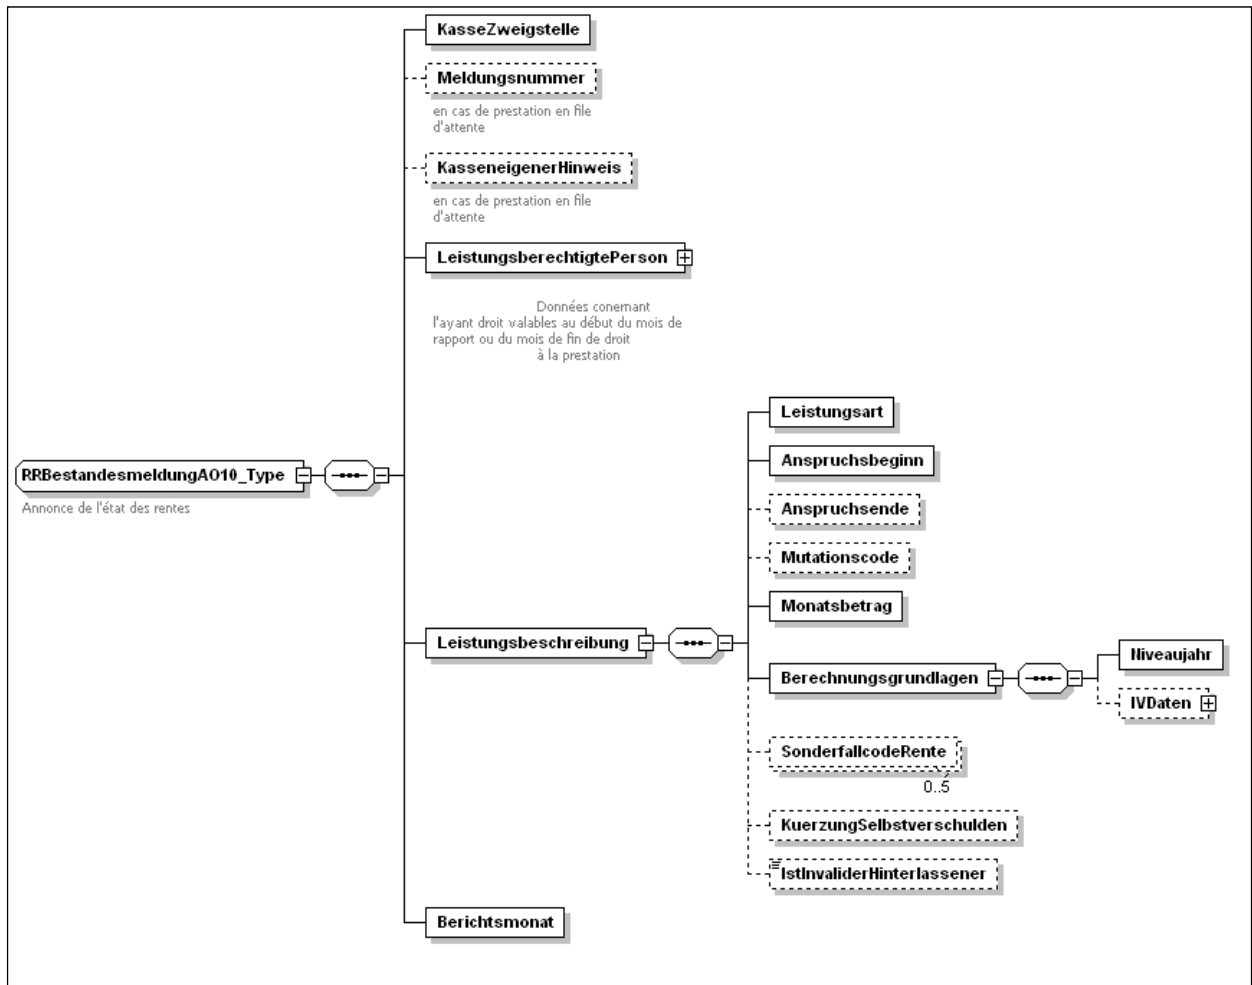 KasseZweigstelle
Meldungsnummer
en cas de prestation en file
d'attente
KasseneigenerHinweis
en cas de prestation en file
d'attente
LeistungsberechtigtePerson
Données conernant
l'ayant droit valables au début du mois de
rapport ou du mois de fin de droit
à la prestation
RRBestandesmeldungAO10_Type
Annonce de l'état des rentes
Leistungsbeschreibung
Leistungsart
Anspruchsbeginn
Anspruchsende
Mutationscode
Monatsbetrag
Berechnungsgrundlagen
Niveaujahr
IVDaten
SonderfallcodeRente
0..5
KuerzungSelbstverschulden
IstInvaliderHinterlassener
Berichtsmonat